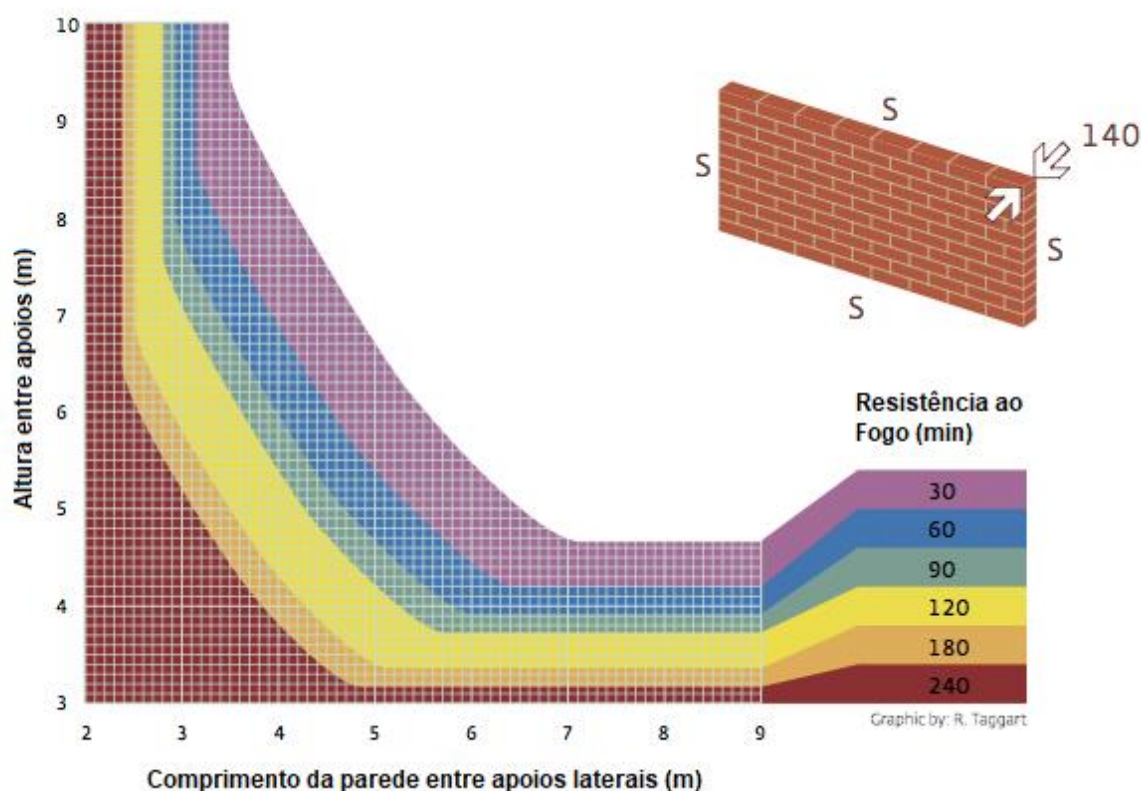 10
9
8
7
6
5
4
3
Altura entre apoios (m)
2 3 4 5 6 7 8 9
Comprimento da parede entre apoios laterais (m)
S
140
S
S
S
Resistência ao
Fogo (min)
30
60
90
120
180
240
Graphic by: R. Taggart